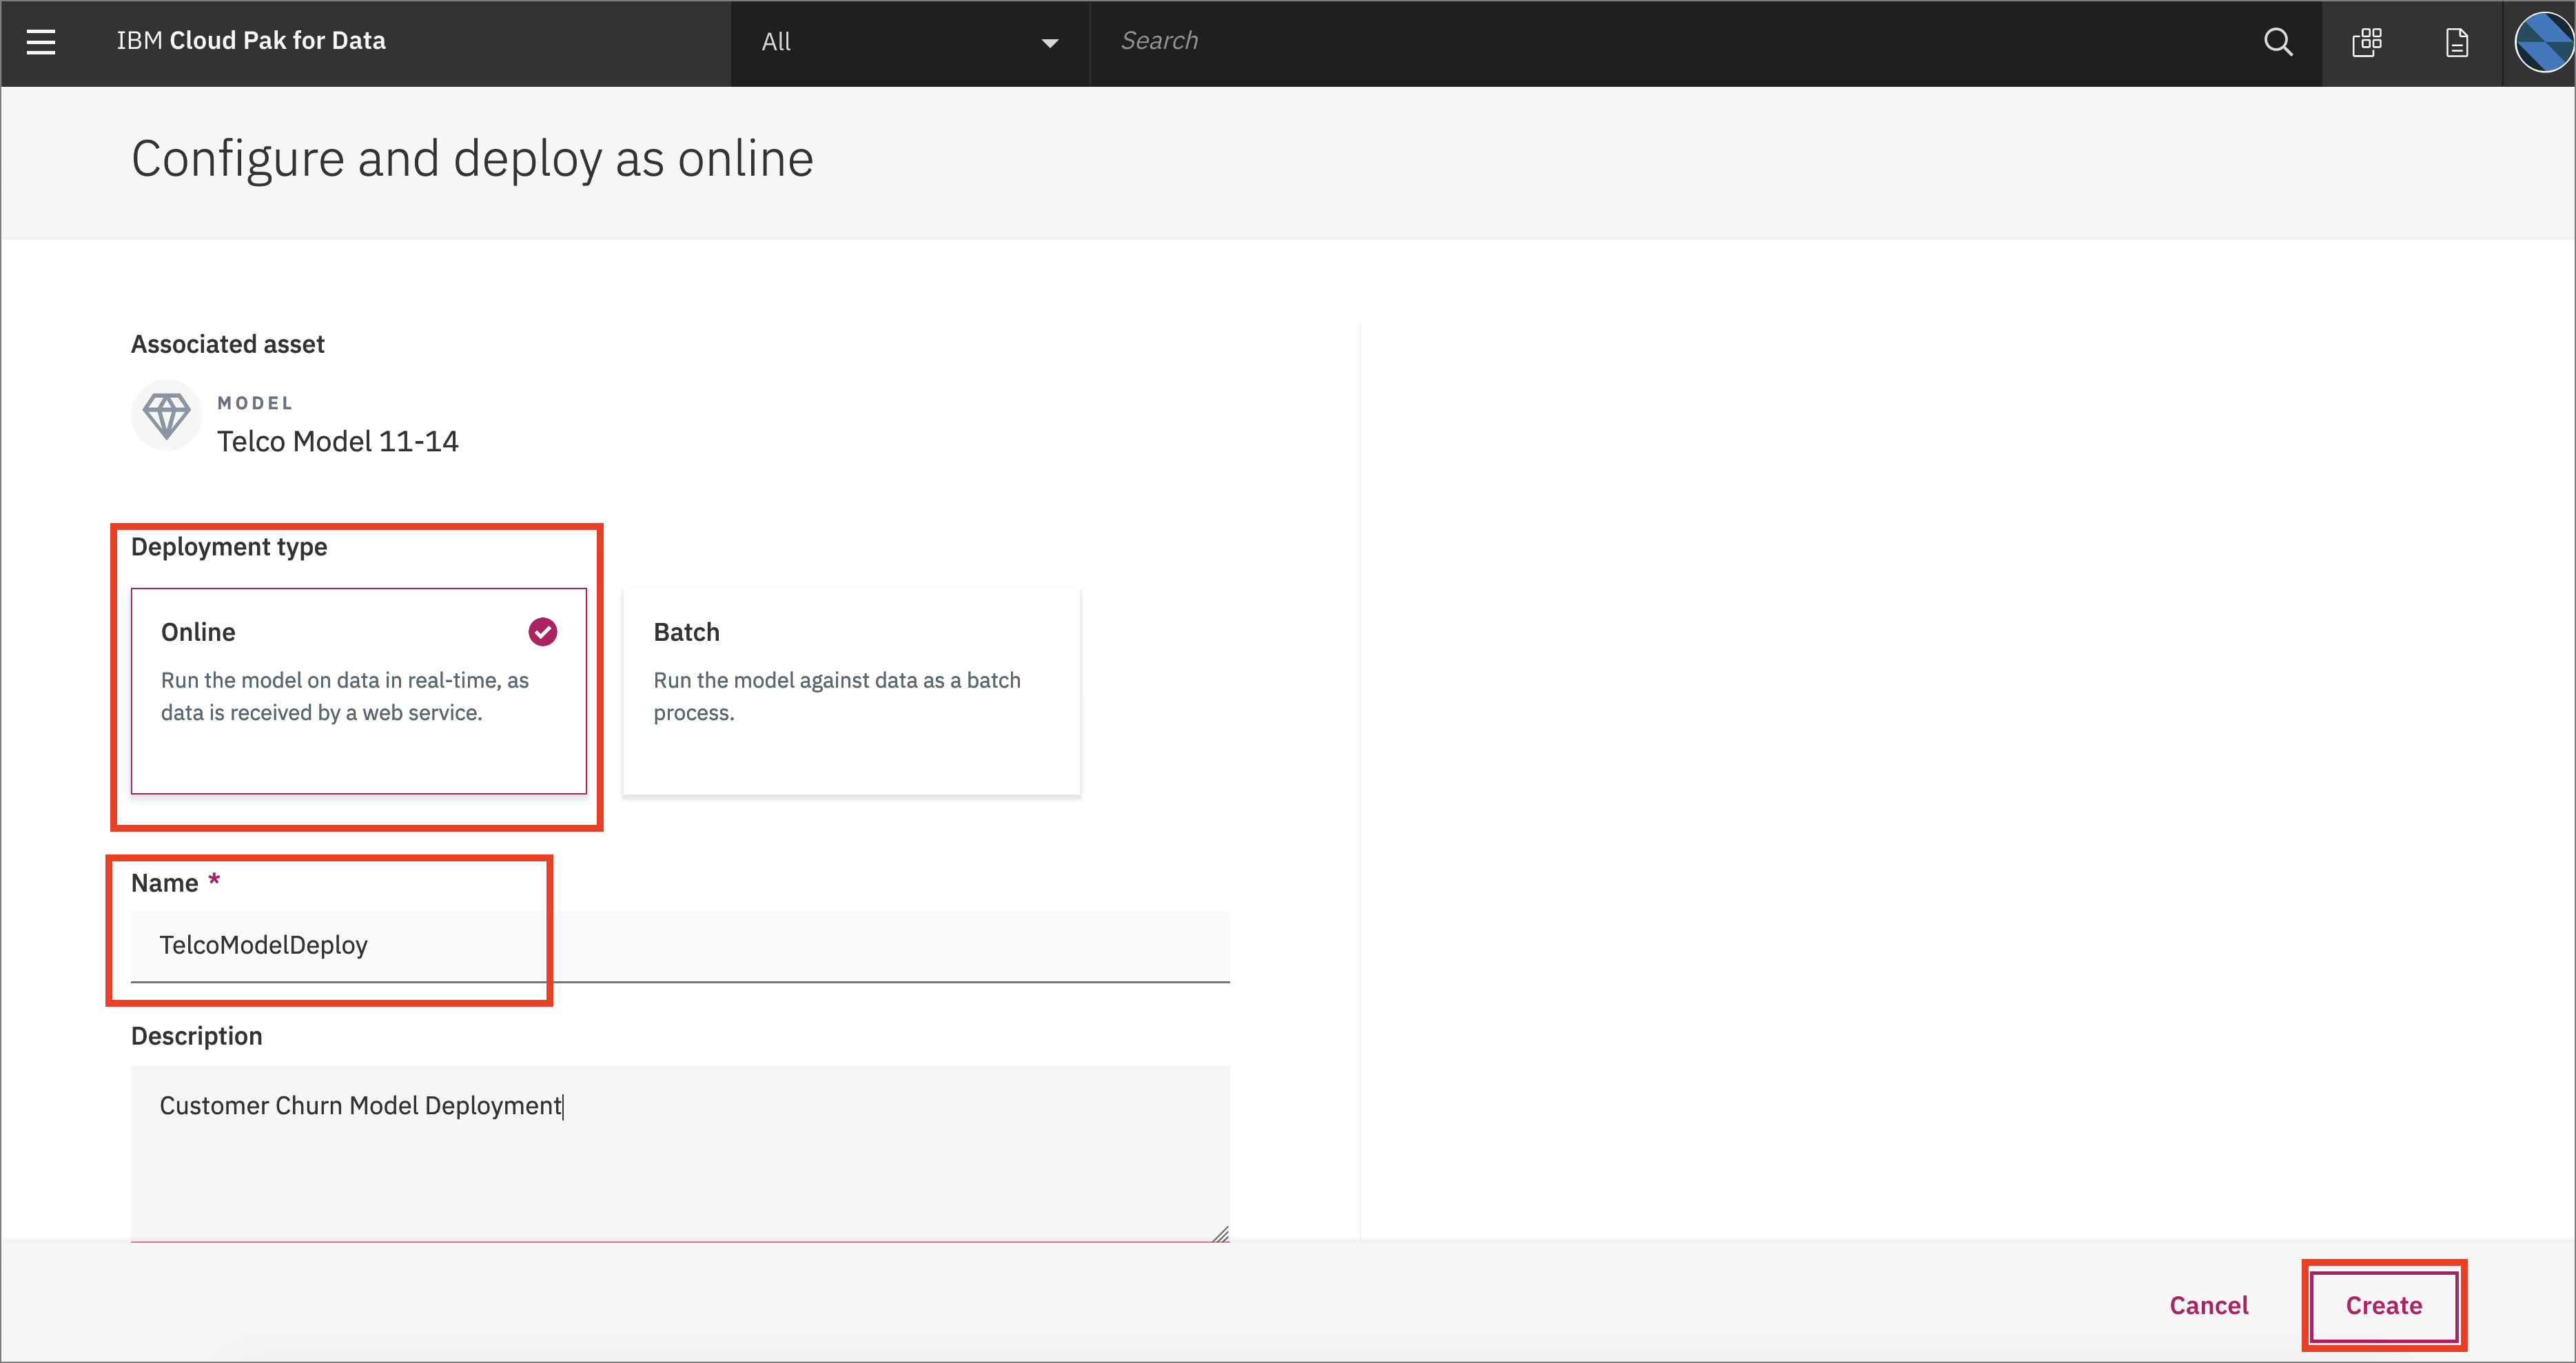 IBM Cloud Pak for Data
All
Search
Configure and deploy as online
Associated asset
MODEL
Telco Model 11-14
Deployment type
Online
Run the model on data in real-time, as
data is received by a web service.
Batch
Run the model against data as a batch
process.
Name *
TelcoModelDeploy
Description
Customer Churn Model Deployment
Cancel
Create